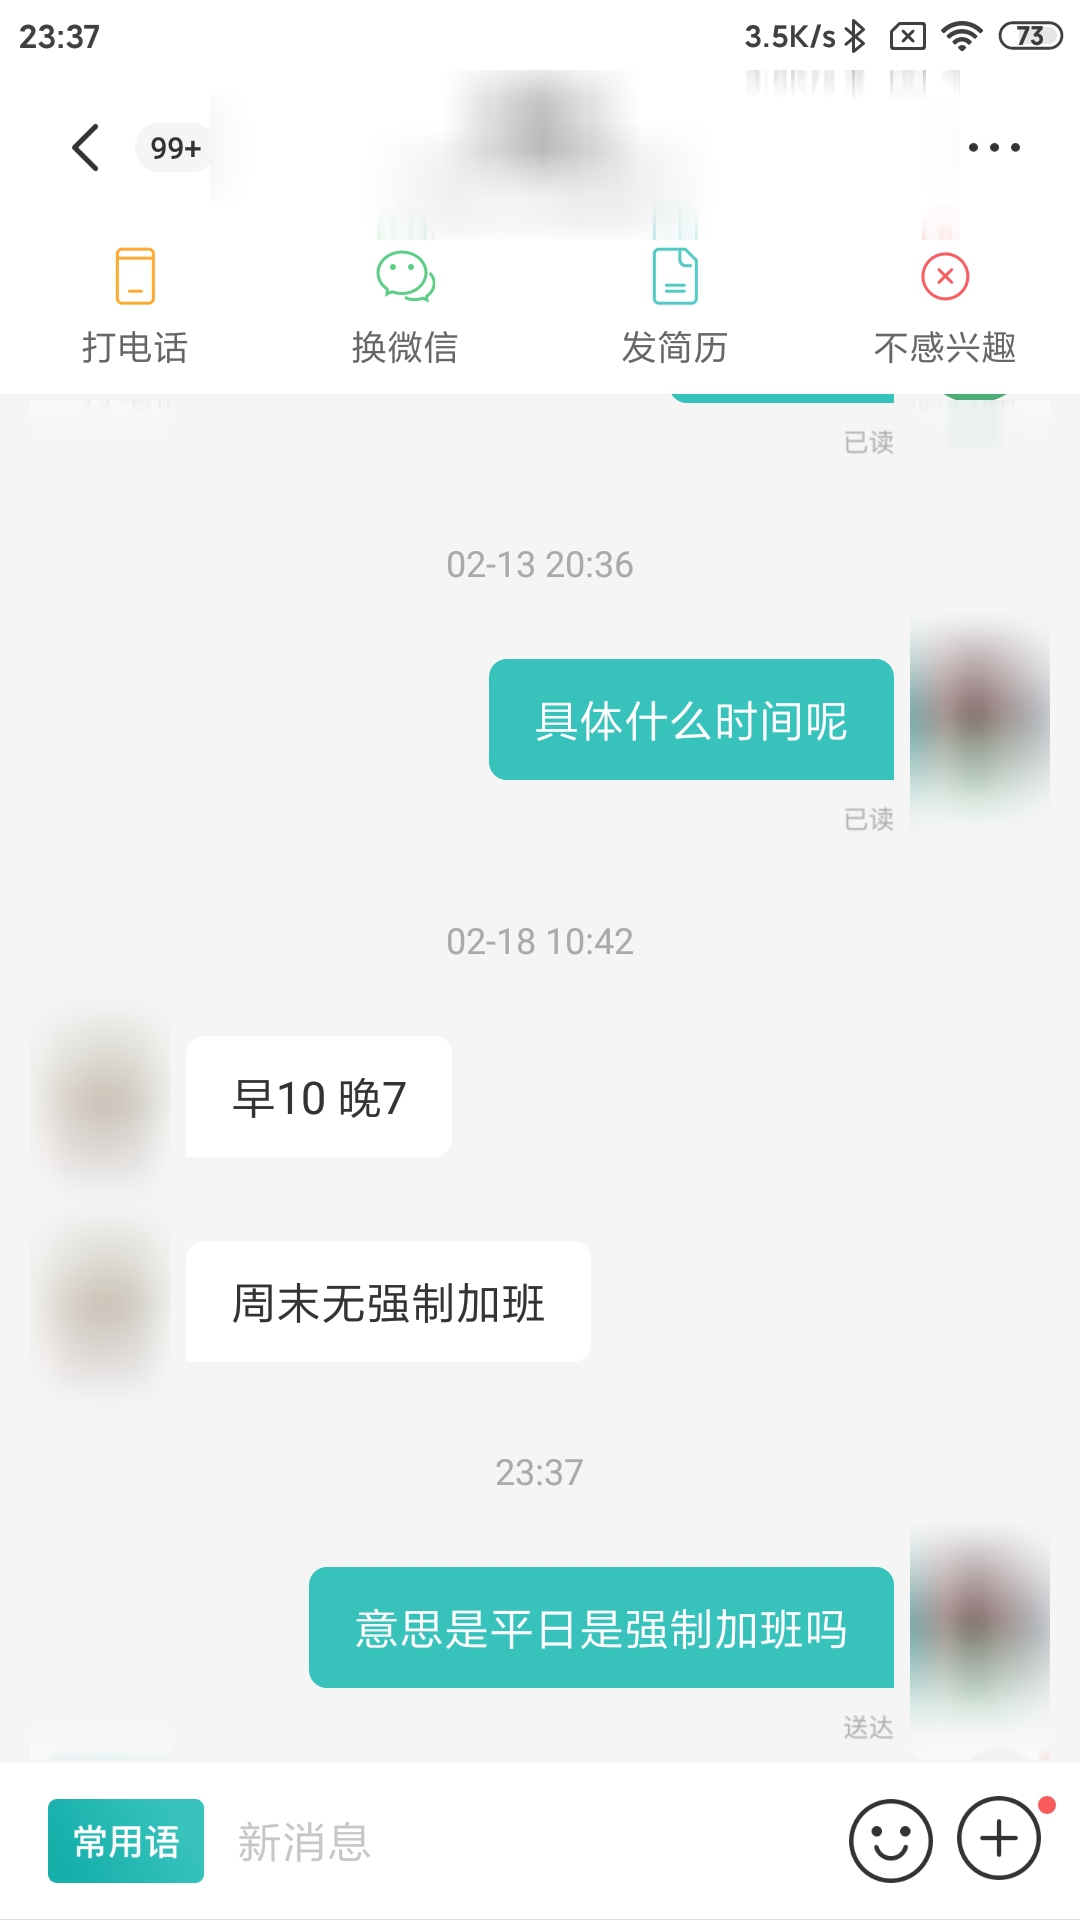 23:37 3.5K/s 73
99+
打电话 换微信 发简历 不感兴趣
已读
02-13 20:36
具体什么时间呢
已读
02-18 10:42
早10 晚7
周末无强制加班
23:37
意思是平日是强制加班吗
送达
常用语 新消息